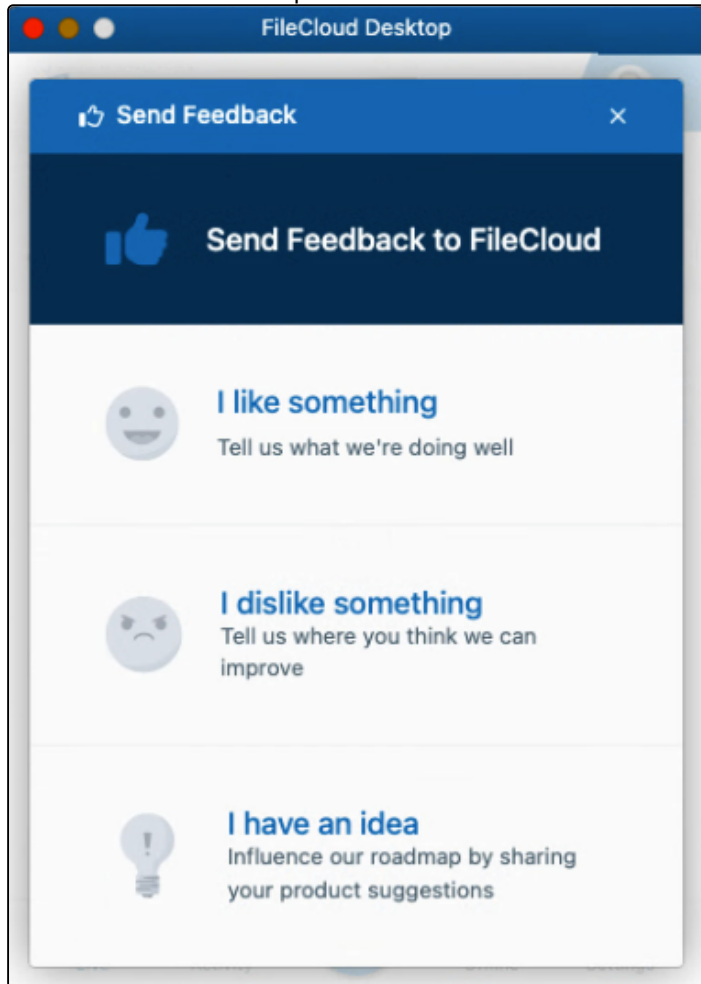 FileCloud Desktop
Send Feedback
Send Feedback to FileCloud
I like something
Tell us what we're doing well
I dislike something
Tell us where you think we can
improve
I have an idea
Influence our roadmap by sharing
your product suggestions